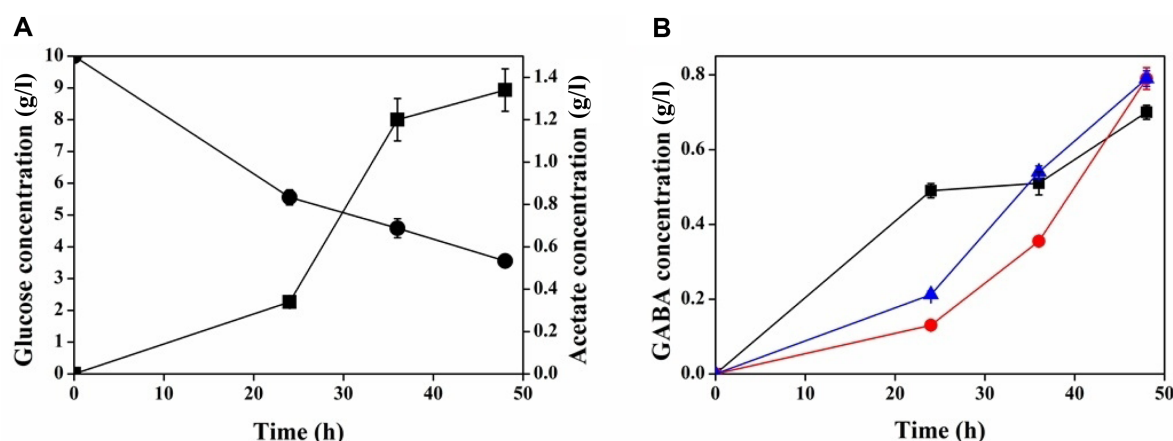 A
Glucose concentration (g/l)
10
9
8
7
6
5
4
3
2
1
0
0 10 20 30 40 50
Time (h)
1.4
1.2
1.0
0.8
0.6
0.4
0.2
0.0
Acetate concentration (g/l)
B
GABA concentration (g/l)
0.8
0.6
0.4
0.2
0.0
0 10 20 30 40 50
Time (h)